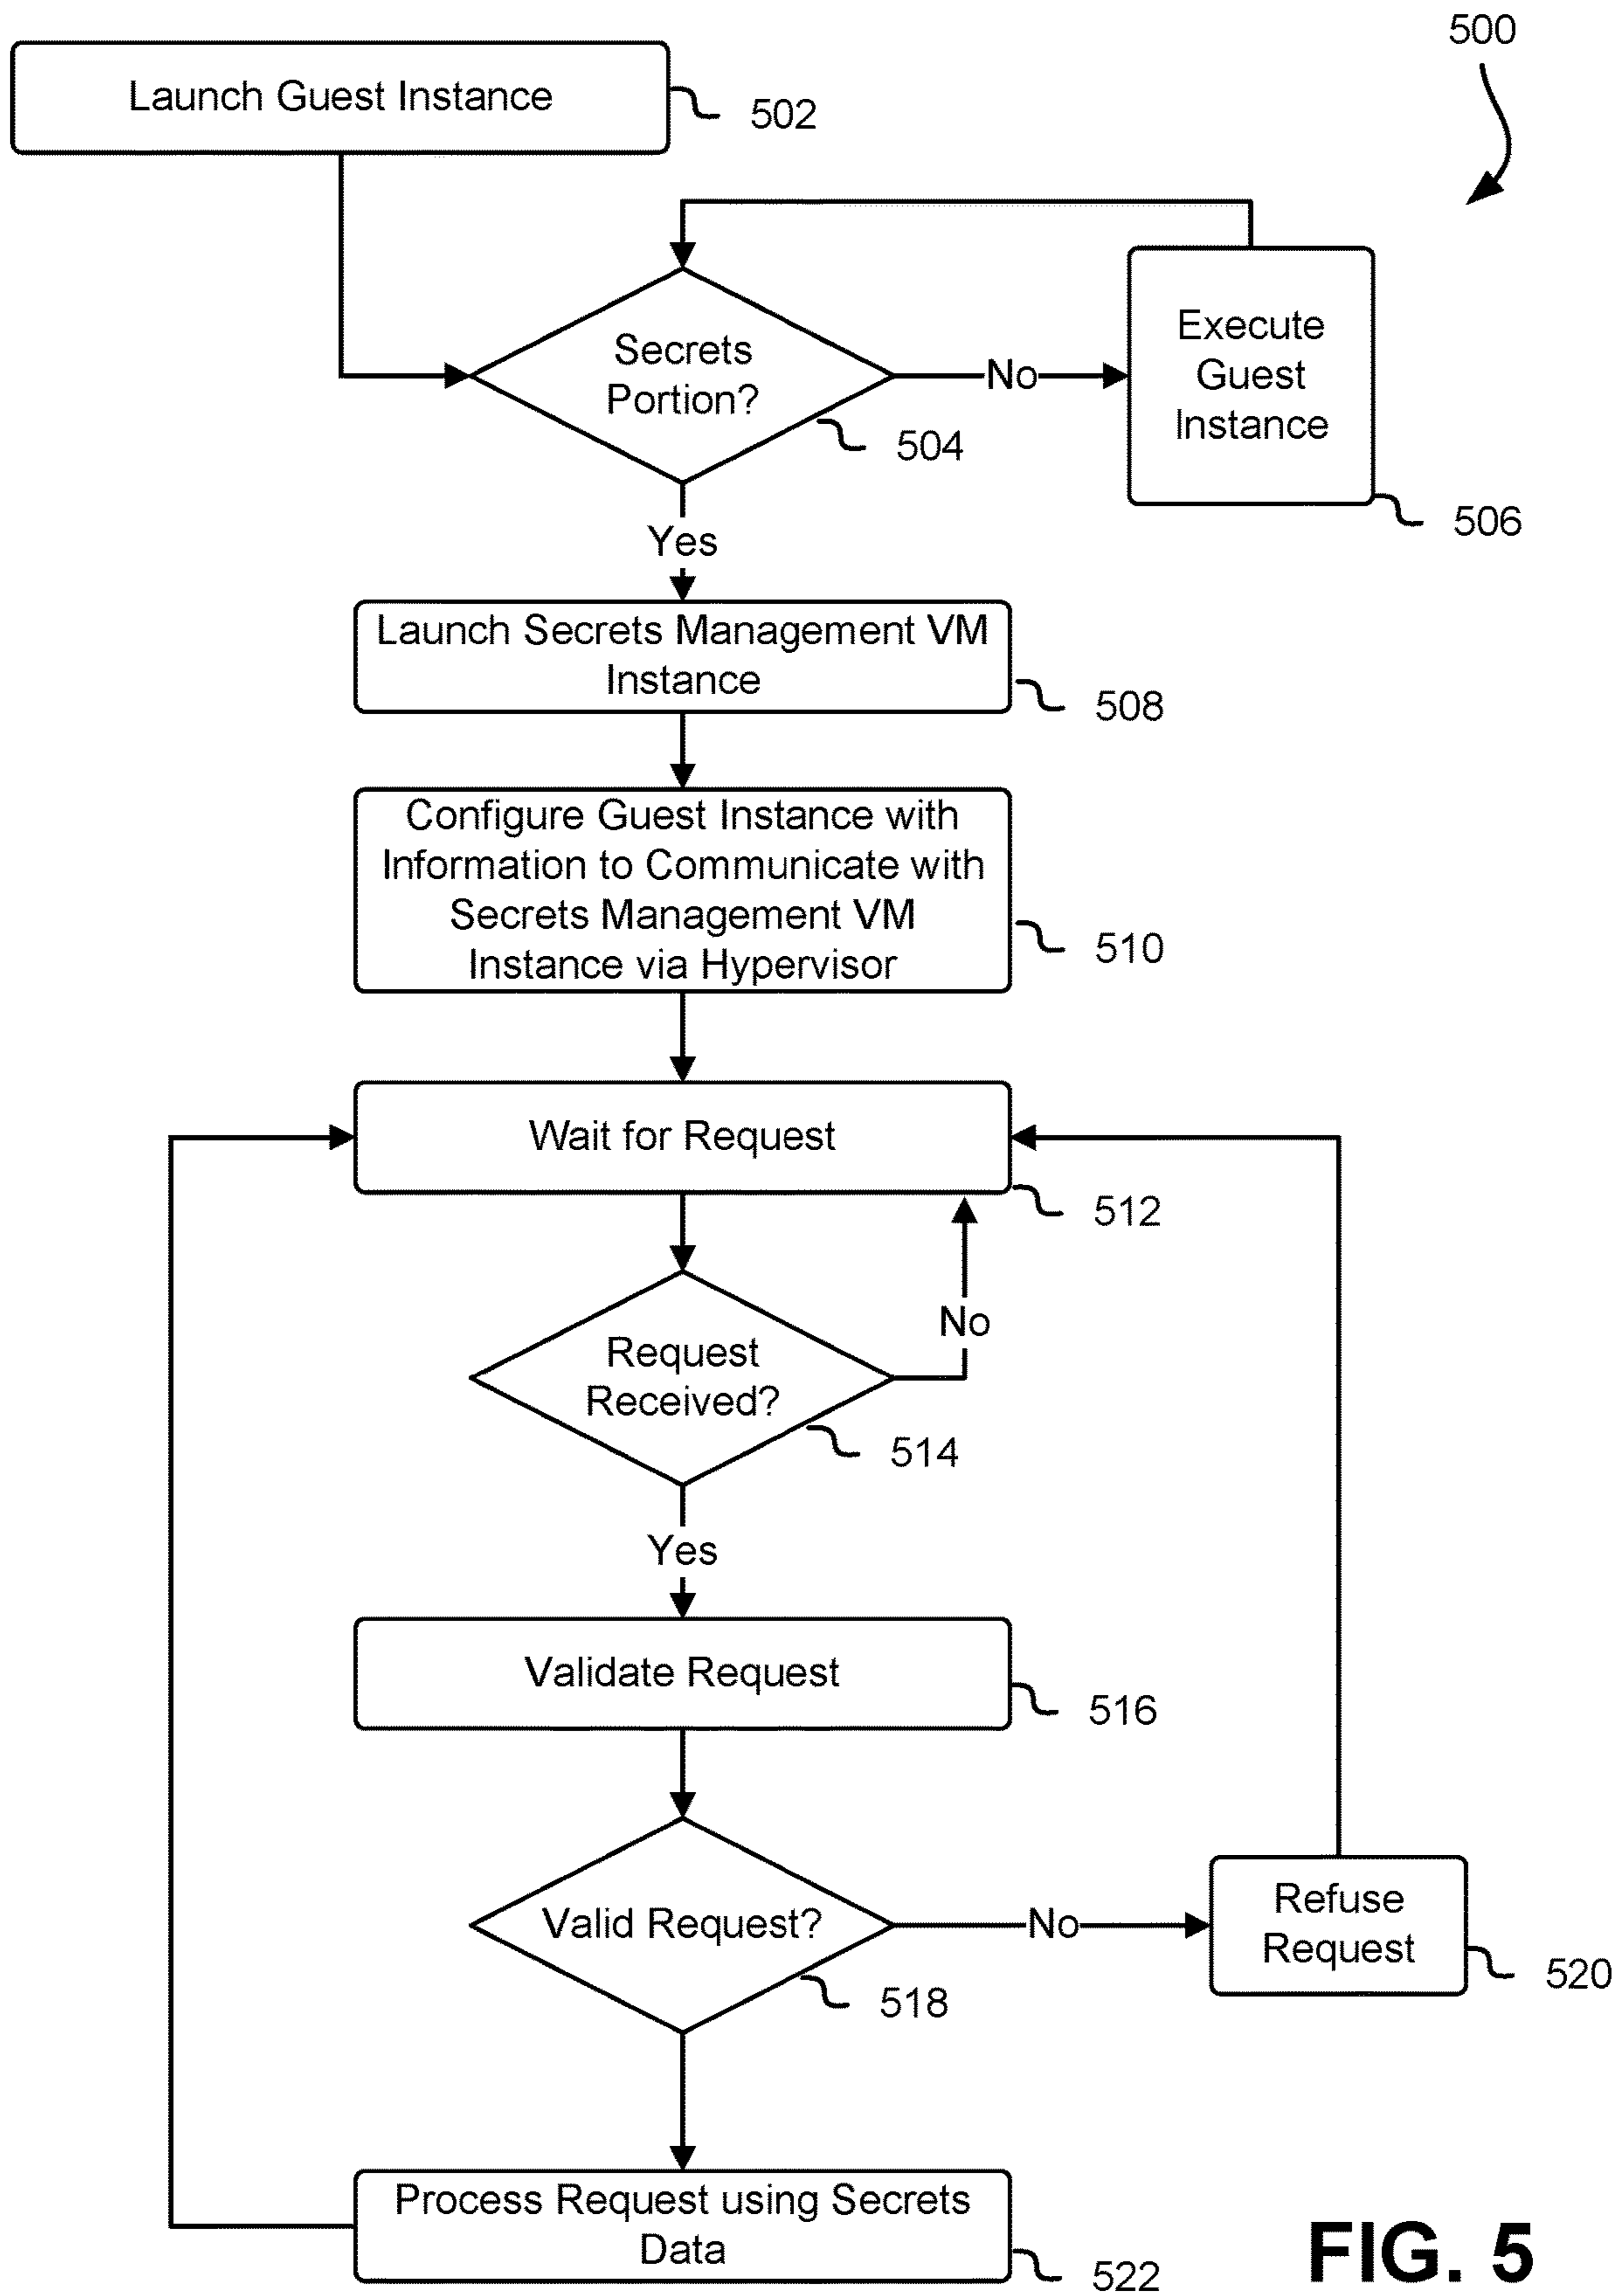 500
Launch Guest Instance
502
Secrets
Portion?
504
No
Execute
Guest
Instance
506
Yes
Launch Secrets Management VM
Instance
508
Configure Guest Instance with
Information to Communicate with
Secrets Management VM
Instance via Hypervisor
510
Wait for Request
512
No
Request
Received?
514
Yes
Validate Request
516
Valid Request?
518
No
Refuse
Request
520
Process Request using Secrets
Data
522
FIG. 5